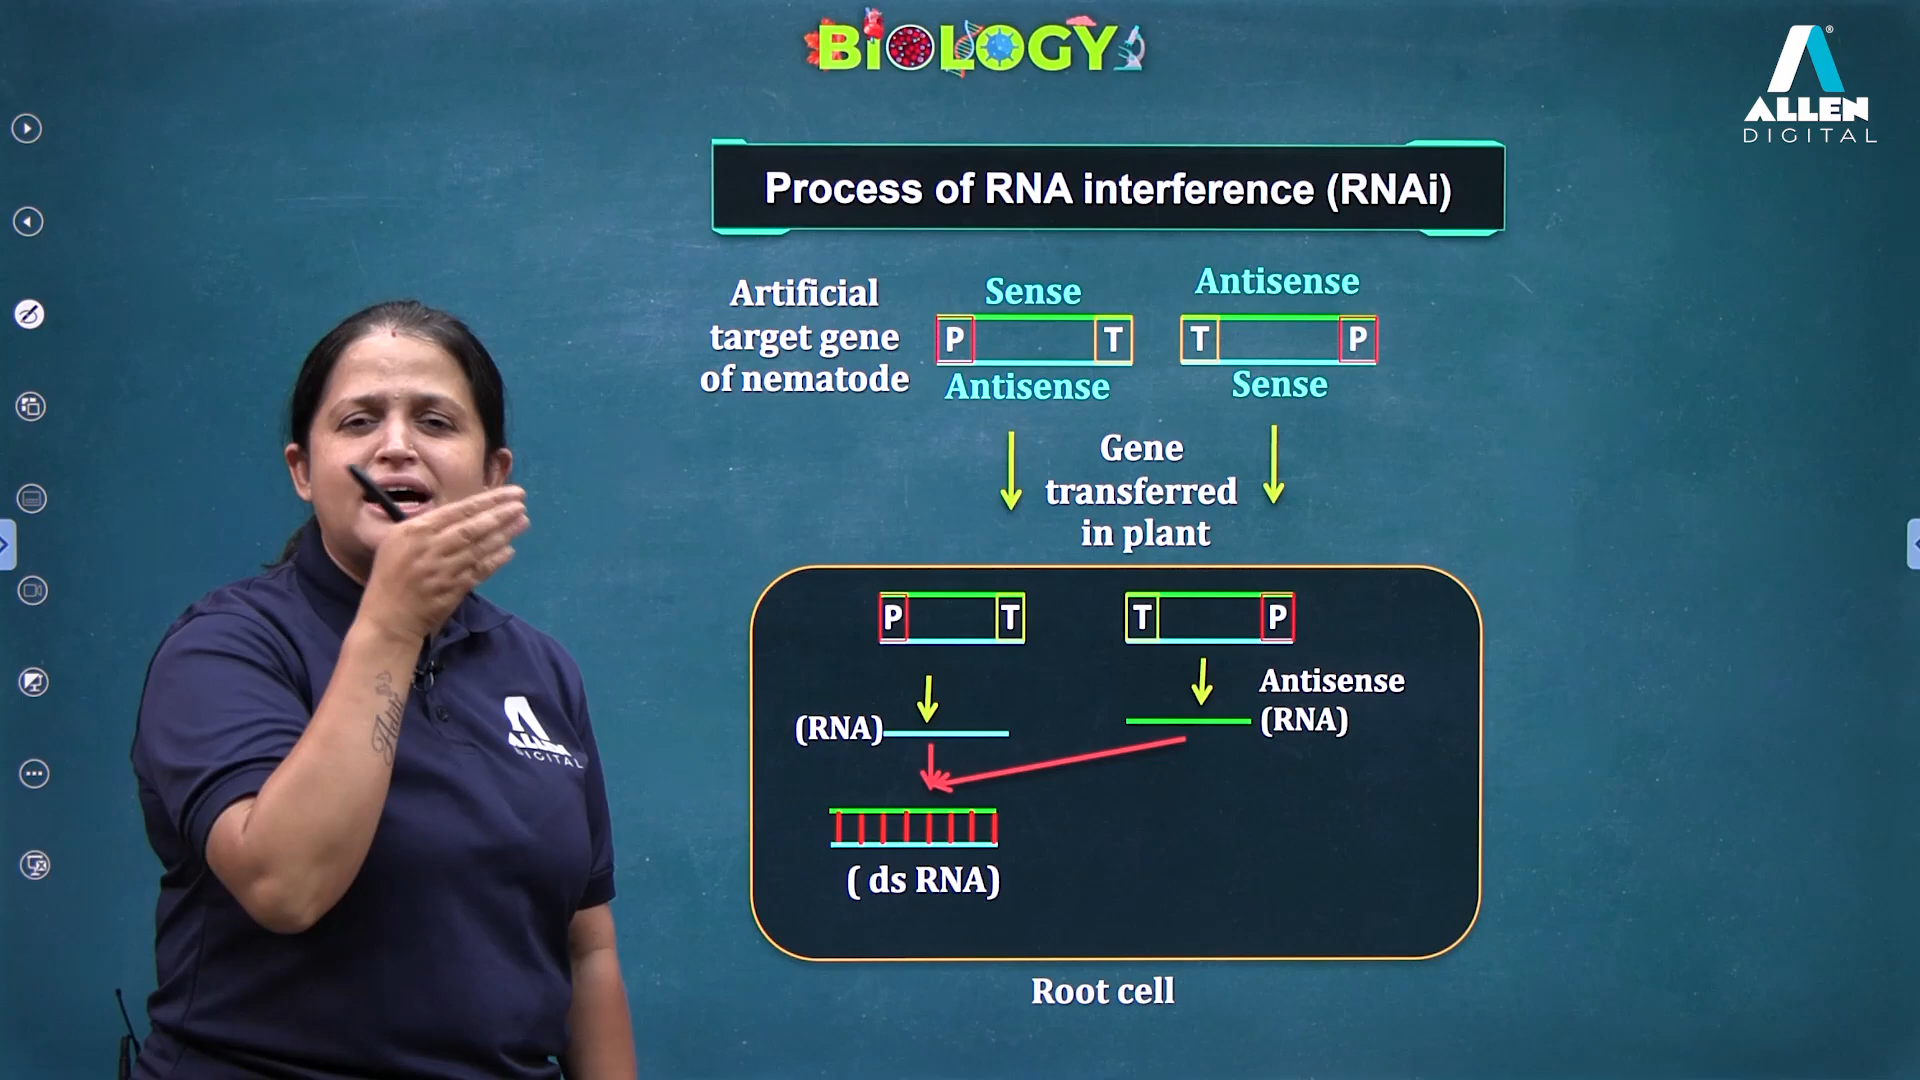 BIOLOGY
ALLEN
DIGITAL
Process of RNA interference (RNAi)
Artificial
target gene
of nematode
Sense
P T
Antisense
Antisense
T P
Sense
Gene
transferred
in plant
P T
T P
(RNA)
Antisense
(RNA)
( ds RNA)
Root cell
ALLEN
DIGITAL